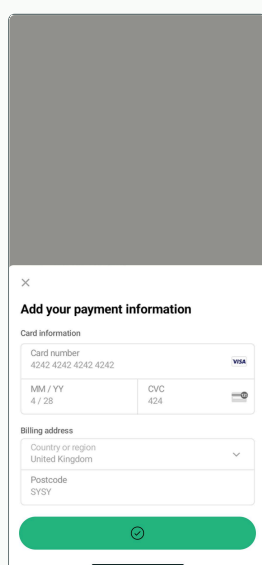 Add your payment information
Card information
Card number
4242 4242 4242 4242
VISA
MM / YY
4 / 28
CVC
424
Billing address
Country or region
United Kingdom
Postcode
SYSY